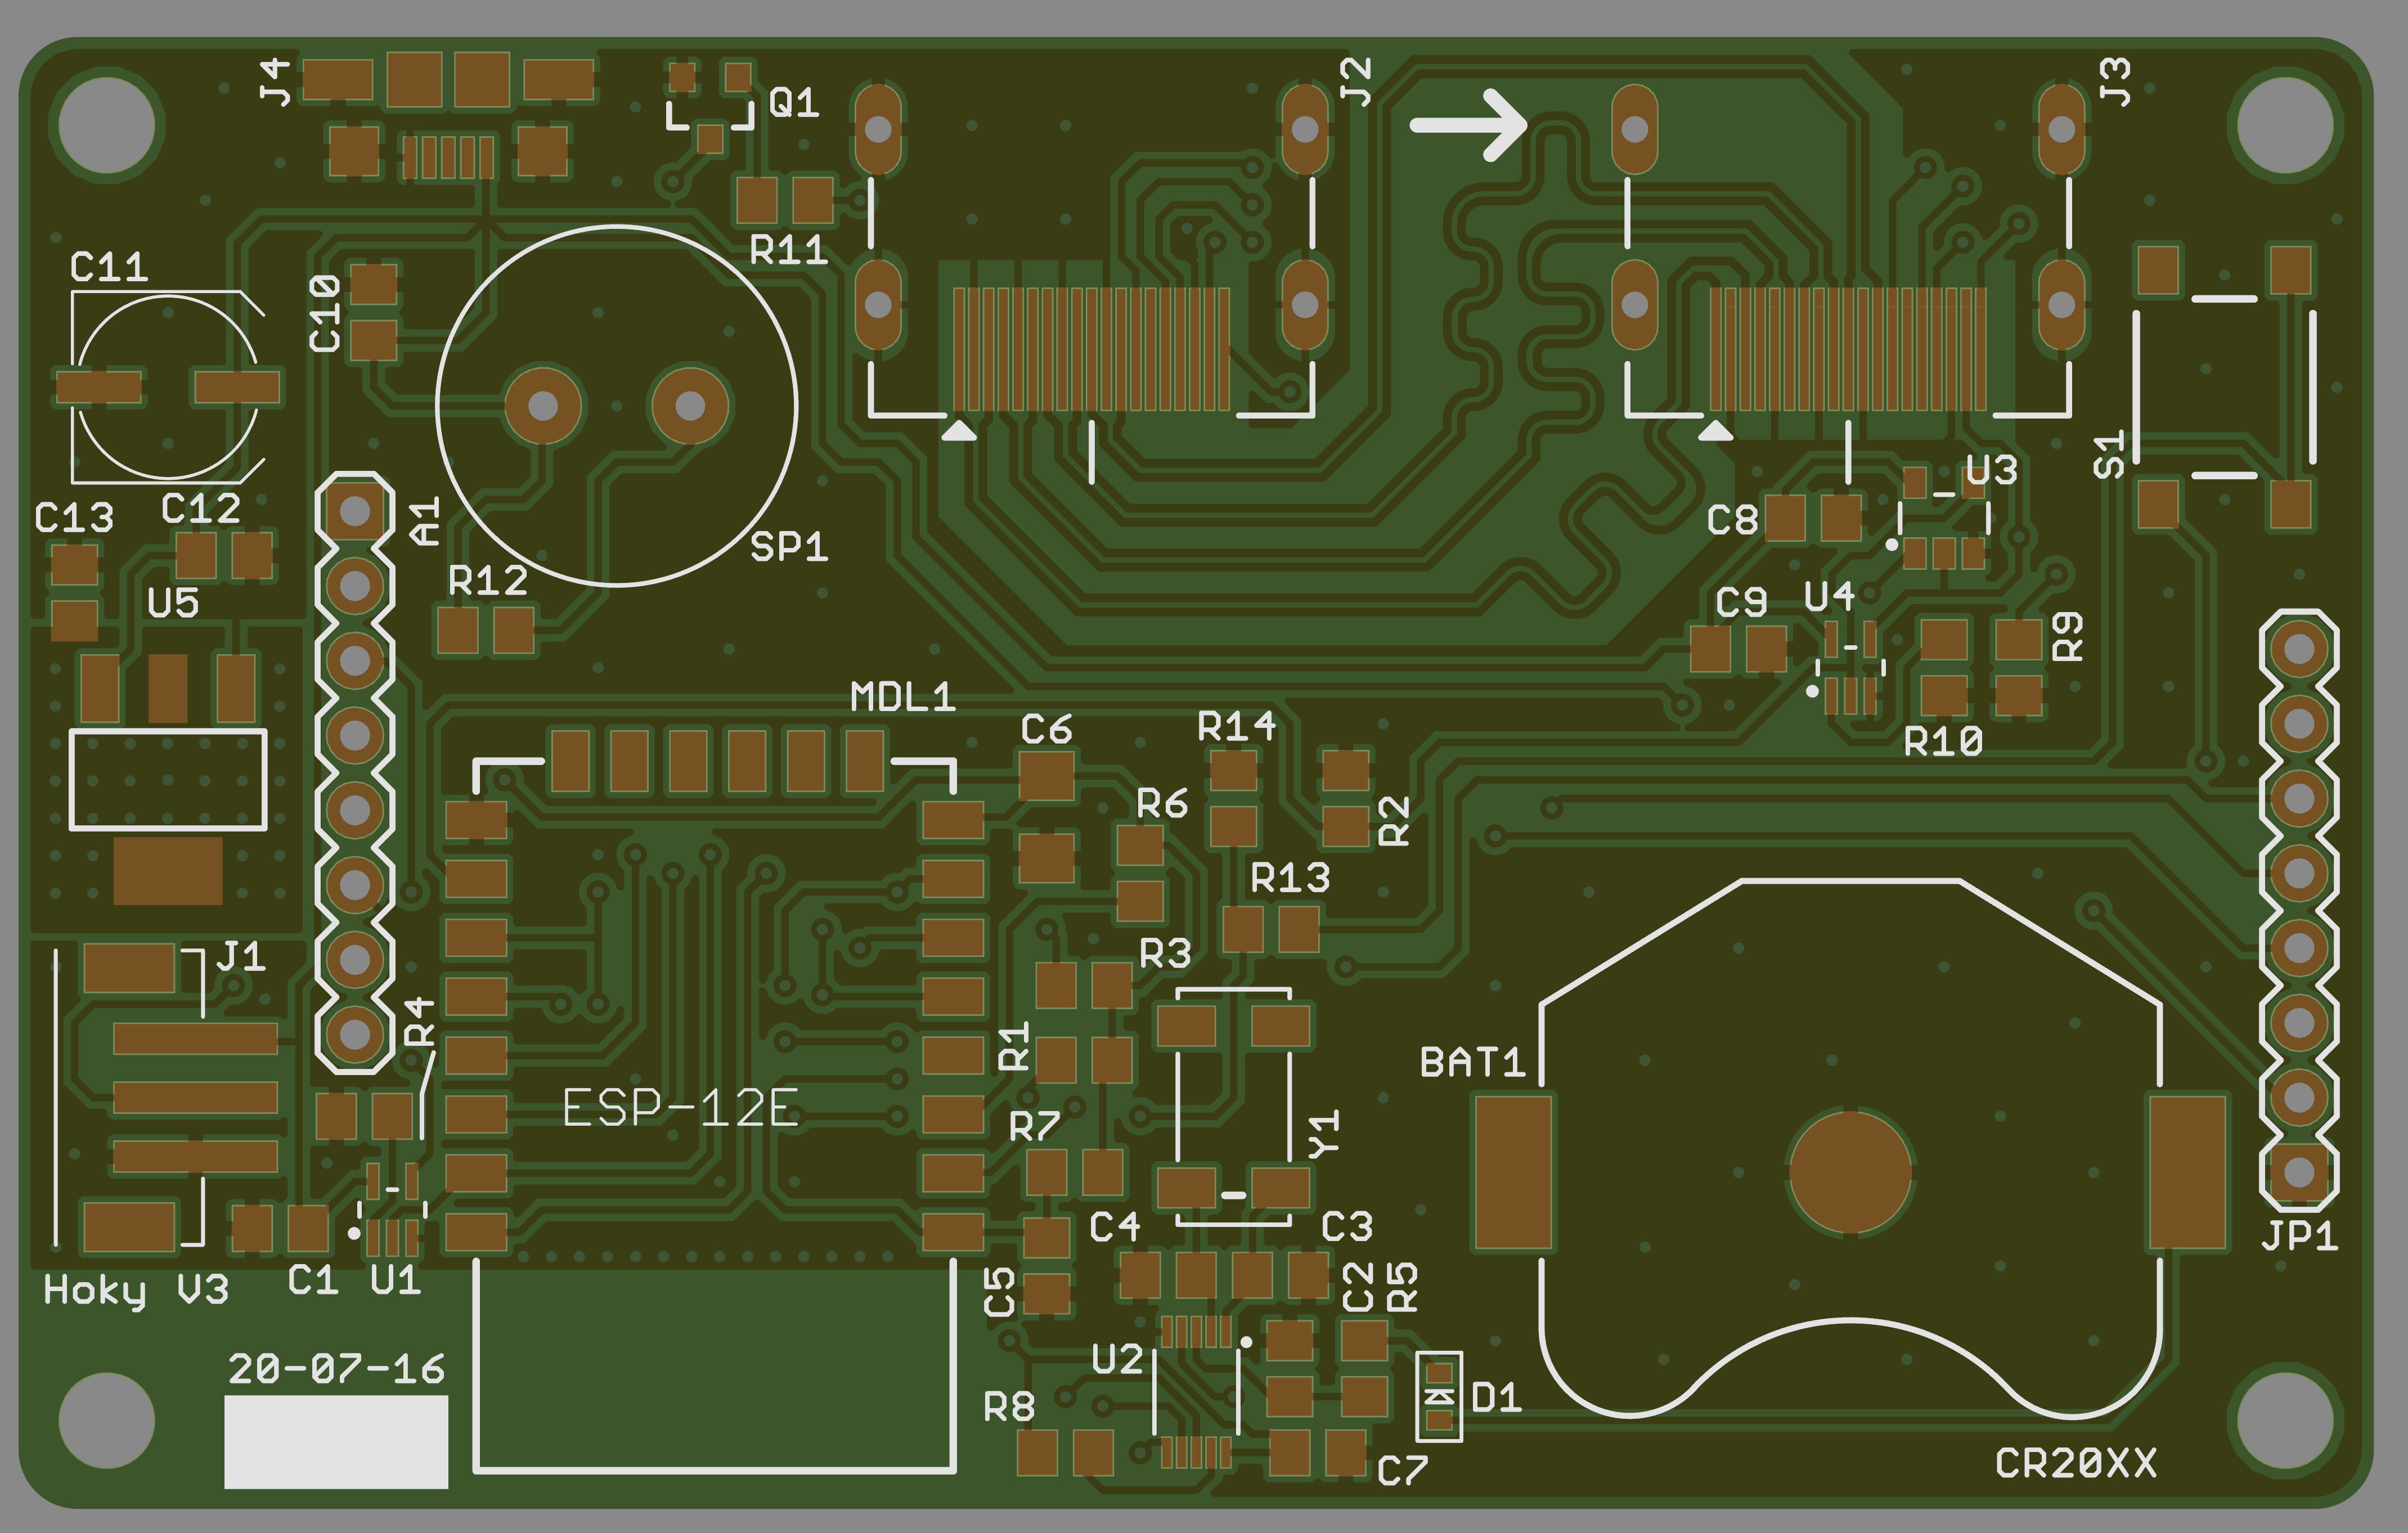 J4
Q1
J2
J3
R11
C11
C10
S1
U3
C8
C13
C12
A1
SP1
R12
U5
C9
U4
R9
MDL1
C6
R14
R10
R6
R2
R13
R3
J1
R4
R1
BAT1
ESP-12E
R7
Y1
C4
C3
JP1
Hoky V3
C1
U1
C5
C2
R5
20-07-16
U2
R8
D1
C7
CR20XX